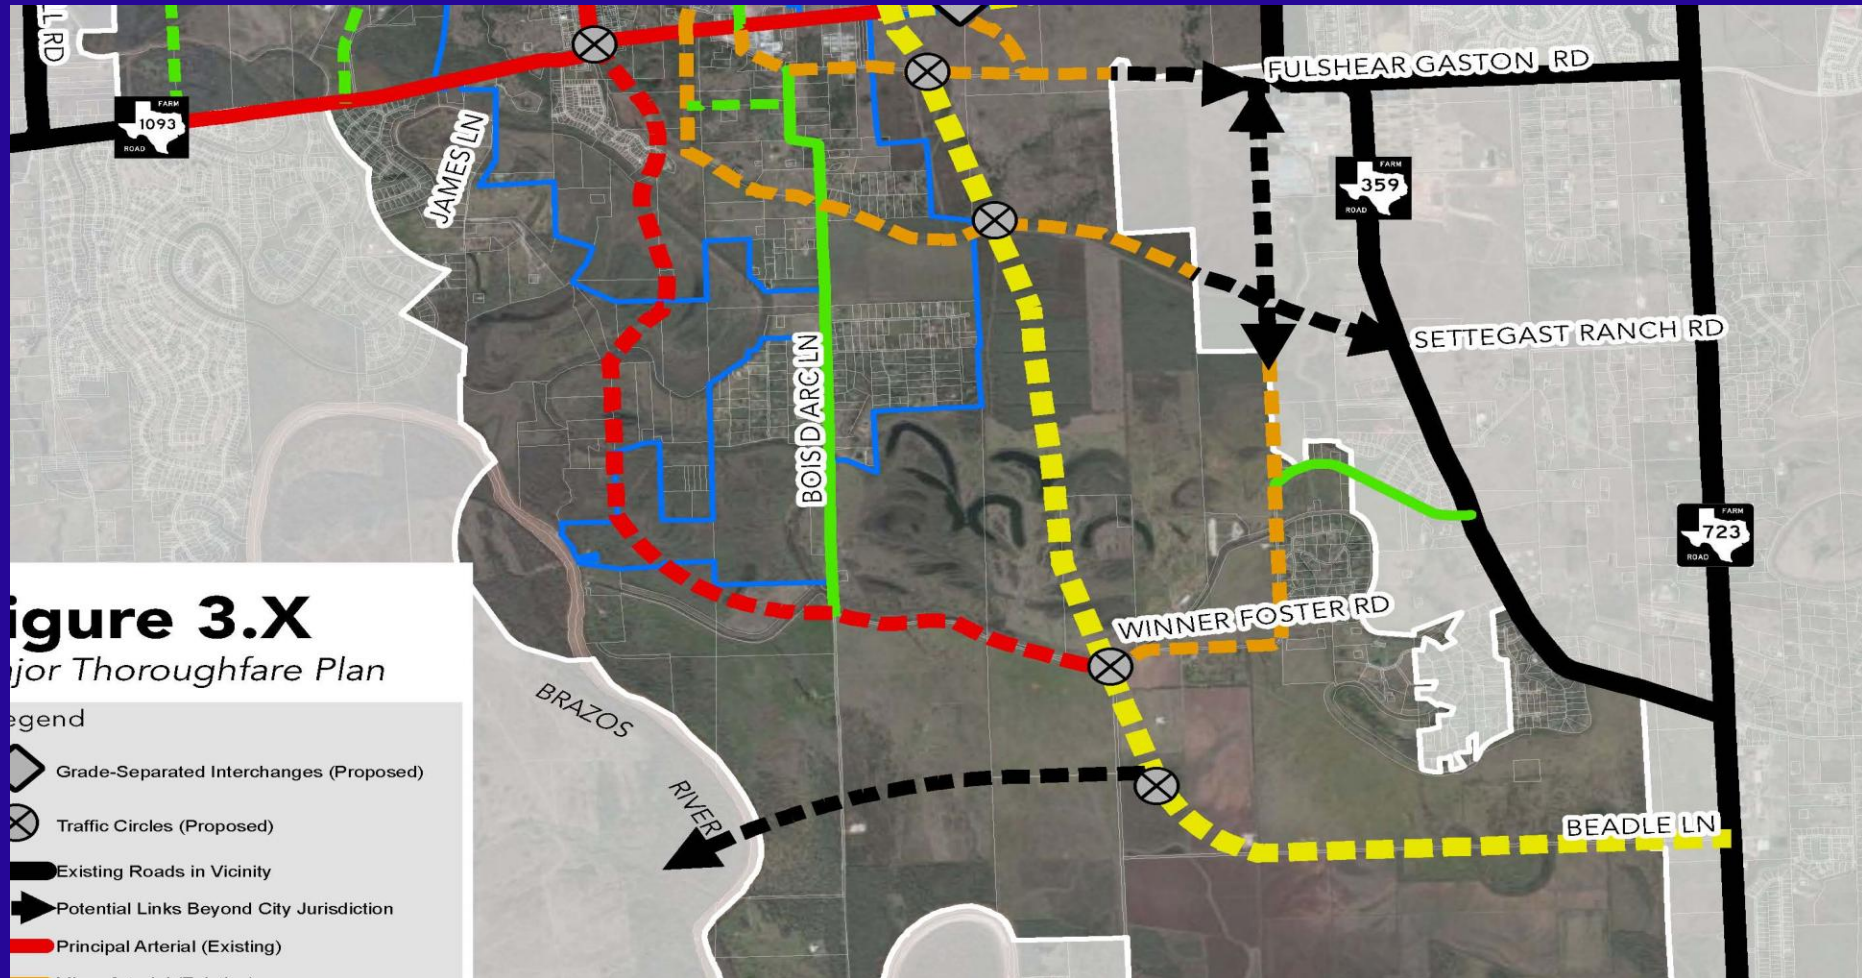 LL RD
FULSHEAR GASTON RD
FARM
1093
ROAD
JAMES LN
FARM
359
ROAD
SETTEGAST RANCH RD
BOIS D ARC LN
FARM
723
ROAD
WINNER FOSTER RD
igure 3.X
jor Thoroughfare Plan
BRAZOS
RIVER
egend
Grade-Separated Interchanges (Proposed)
Traffic Circles (Proposed)
BEADLE LN
Existing Roads in Vicinity
Potential Links Beyond City Jurisdiction
Principal Arterial (Existing)